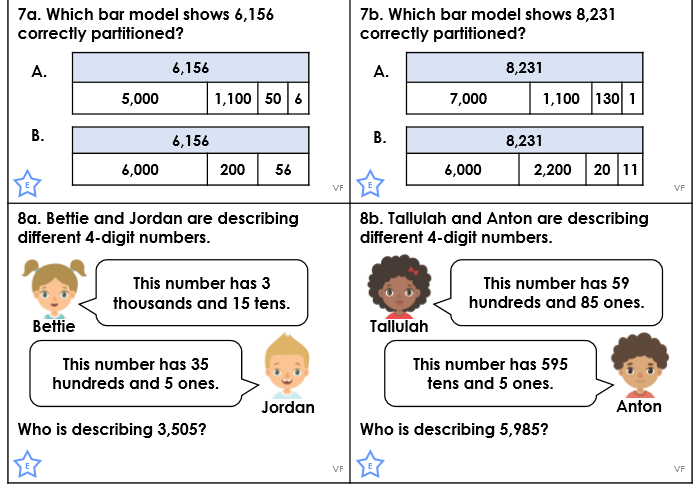 7a. Which bar model shows 6,156
correctly partitioned?
A.
6,156
5,000 1,100 50 6
B.
6,156
6,000 200 56
E
VF
7b. Which bar model shows 8,231
correctly partitioned?
A.
8,231
7,000 1,100 130 1
B.
8,231
6,000 2,200 20 11
E
VF
8a. Bettie and Jordan are describing
different 4-digit numbers.
This number has 3
thousands and 15 tens.
Bettie
This number has 35
hundreds and 5 ones.
Jordan
Who is describing 3,505?
E
VF
8b. Tallulah and Anton are describing
different 4-digit numbers.
This number has 59
hundreds and 85 ones.
Tallulah
This number has 595
tens and 5 ones.
Anton
Who is describing 5,985?
E
VF